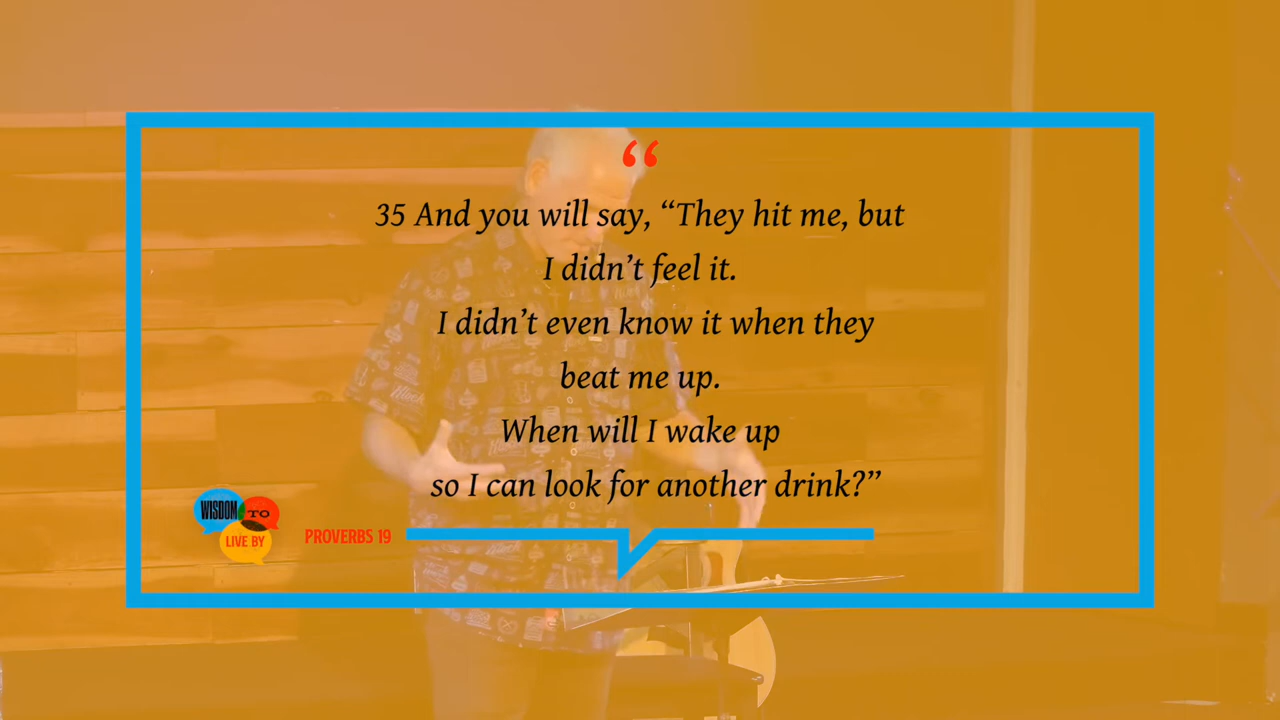 “
35 And you will say, “They hit me, but
I didn’t feel it.
I didn’t even know it when they
beat me up.
When will I wake up
so I can look for another drink?”
WISDOM TO
LIVE BY
PROVERBS 19